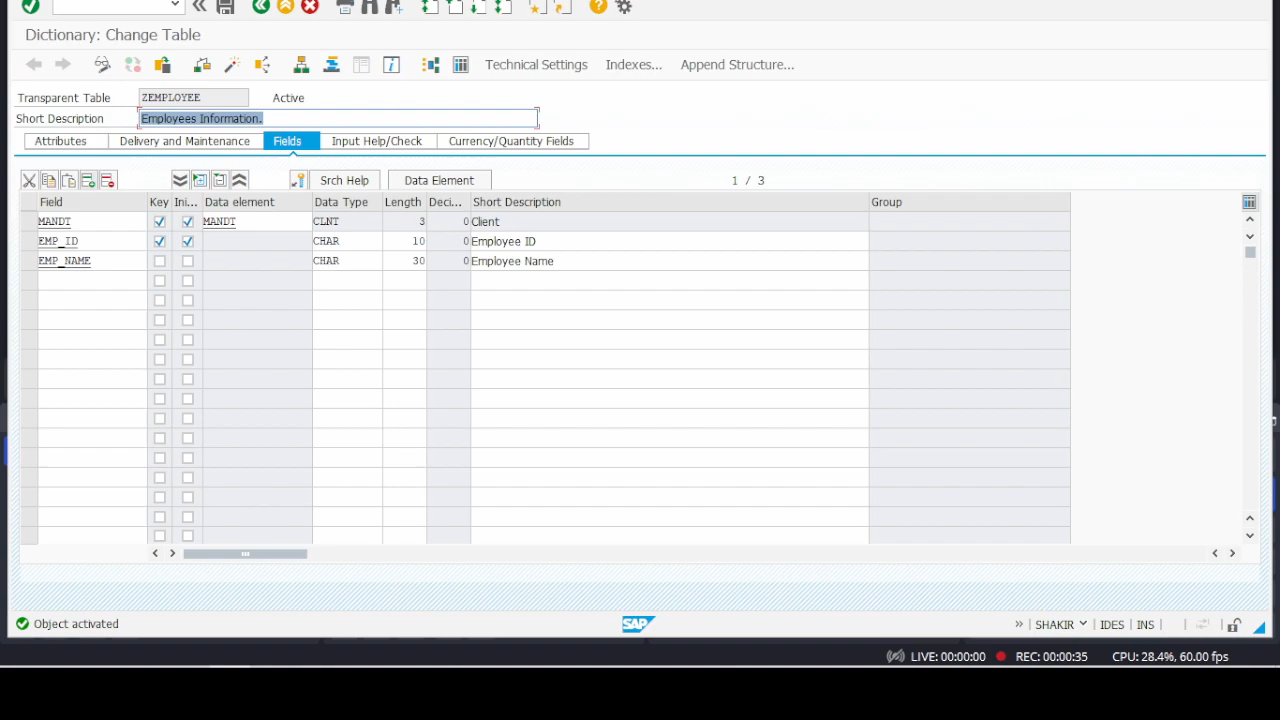 Dictionary: Change Table
Technical Settings Indexes... Append Structure...
Transparent Table ZEMPLOYEE Active
Short Description Employees Information.
Attributes Delivery and Maintenance Fields Input Help/Check Currency/Quantity Fields
Srch Help Data Element 1 / 3
Field Key Ini... Data element Data Type Length Deci... Short Description Group
MANDT MANDT CLNT 3 0 Client
EMP_ID CHAR 10 0 Employee ID
EMP_NAME CHAR 30 0 Employee Name
Object activated SAP » SHAKIR IDES INS
LIVE: 00:00:00 REC: 00:00:35 CPU: 28.4%, 60.00 fps